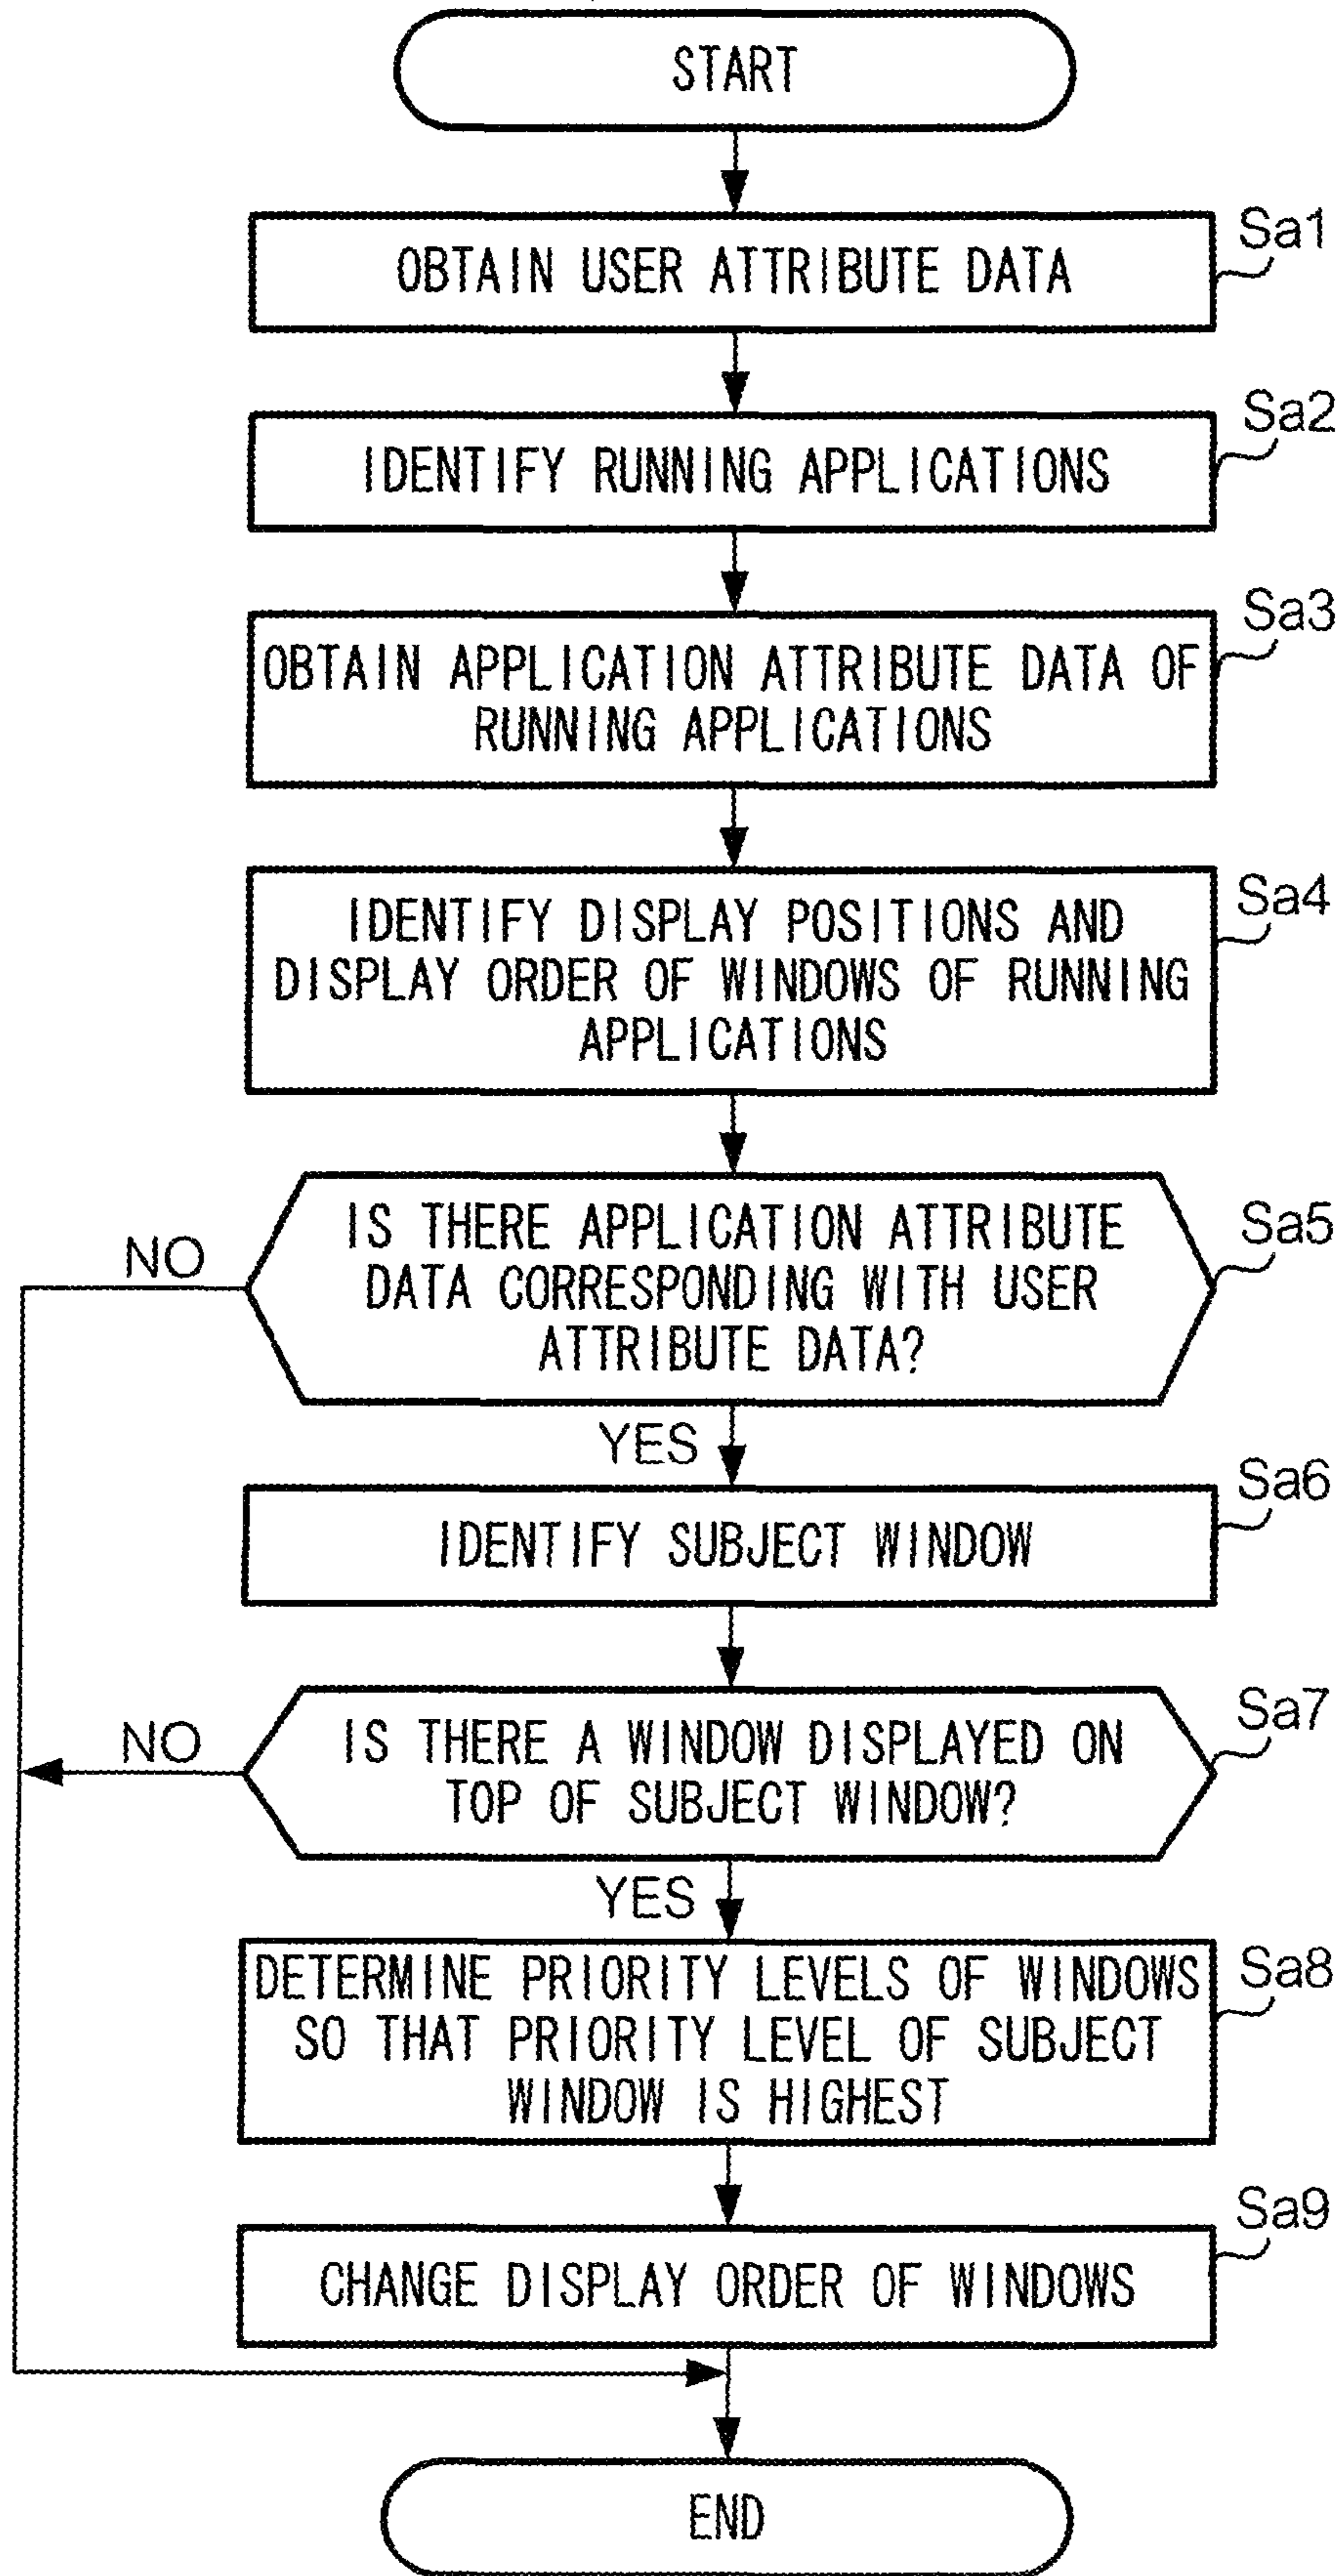 START
Sa1
OBTAIN USER ATTRIBUTE DATA
Sa2
IDENTIFY RUNNING APPLICATIONS
Sa3
OBTAIN APPLICATION ATTRIBUTE DATA OF
RUNNING APPLICATIONS
Sa4
IDENTIFY DISPLAY POSITIONS AND
DISPLAY ORDER OF WINDOWS OF RUNNING
APPLICATIONS
Sa5
IS THERE APPLICATION ATTRIBUTE
DATA CORRESPONDING WITH USER
ATTRIBUTE DATA?
NO
YES
Sa6
IDENTIFY SUBJECT WINDOW
Sa7
IS THERE A WINDOW DISPLAYED ON
TOP OF SUBJECT WINDOW?
NO
YES
Sa8
DETERMINE PRIORITY LEVELS OF WINDOWS
SO THAT PRIORITY LEVEL OF SUBJECT
WINDOW IS HIGHEST
Sa9
CHANGE DISPLAY ORDER OF WINDOWS
END